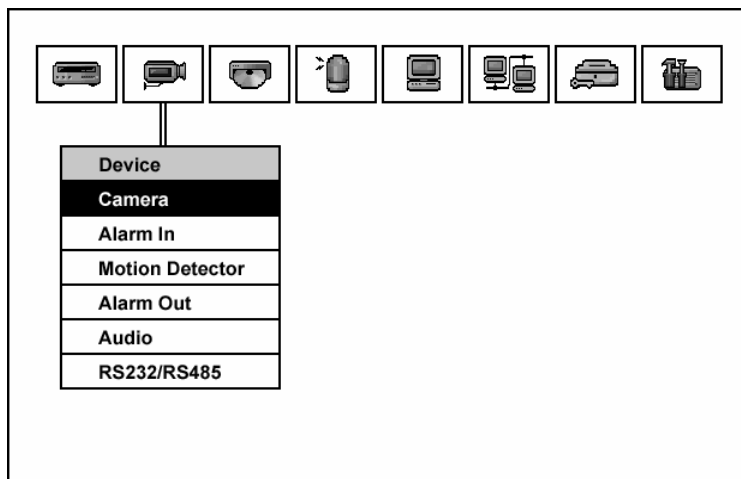 Device
Camera
Alarm In
Motion Detector
Alarm Out
Audio
RS232/RS485